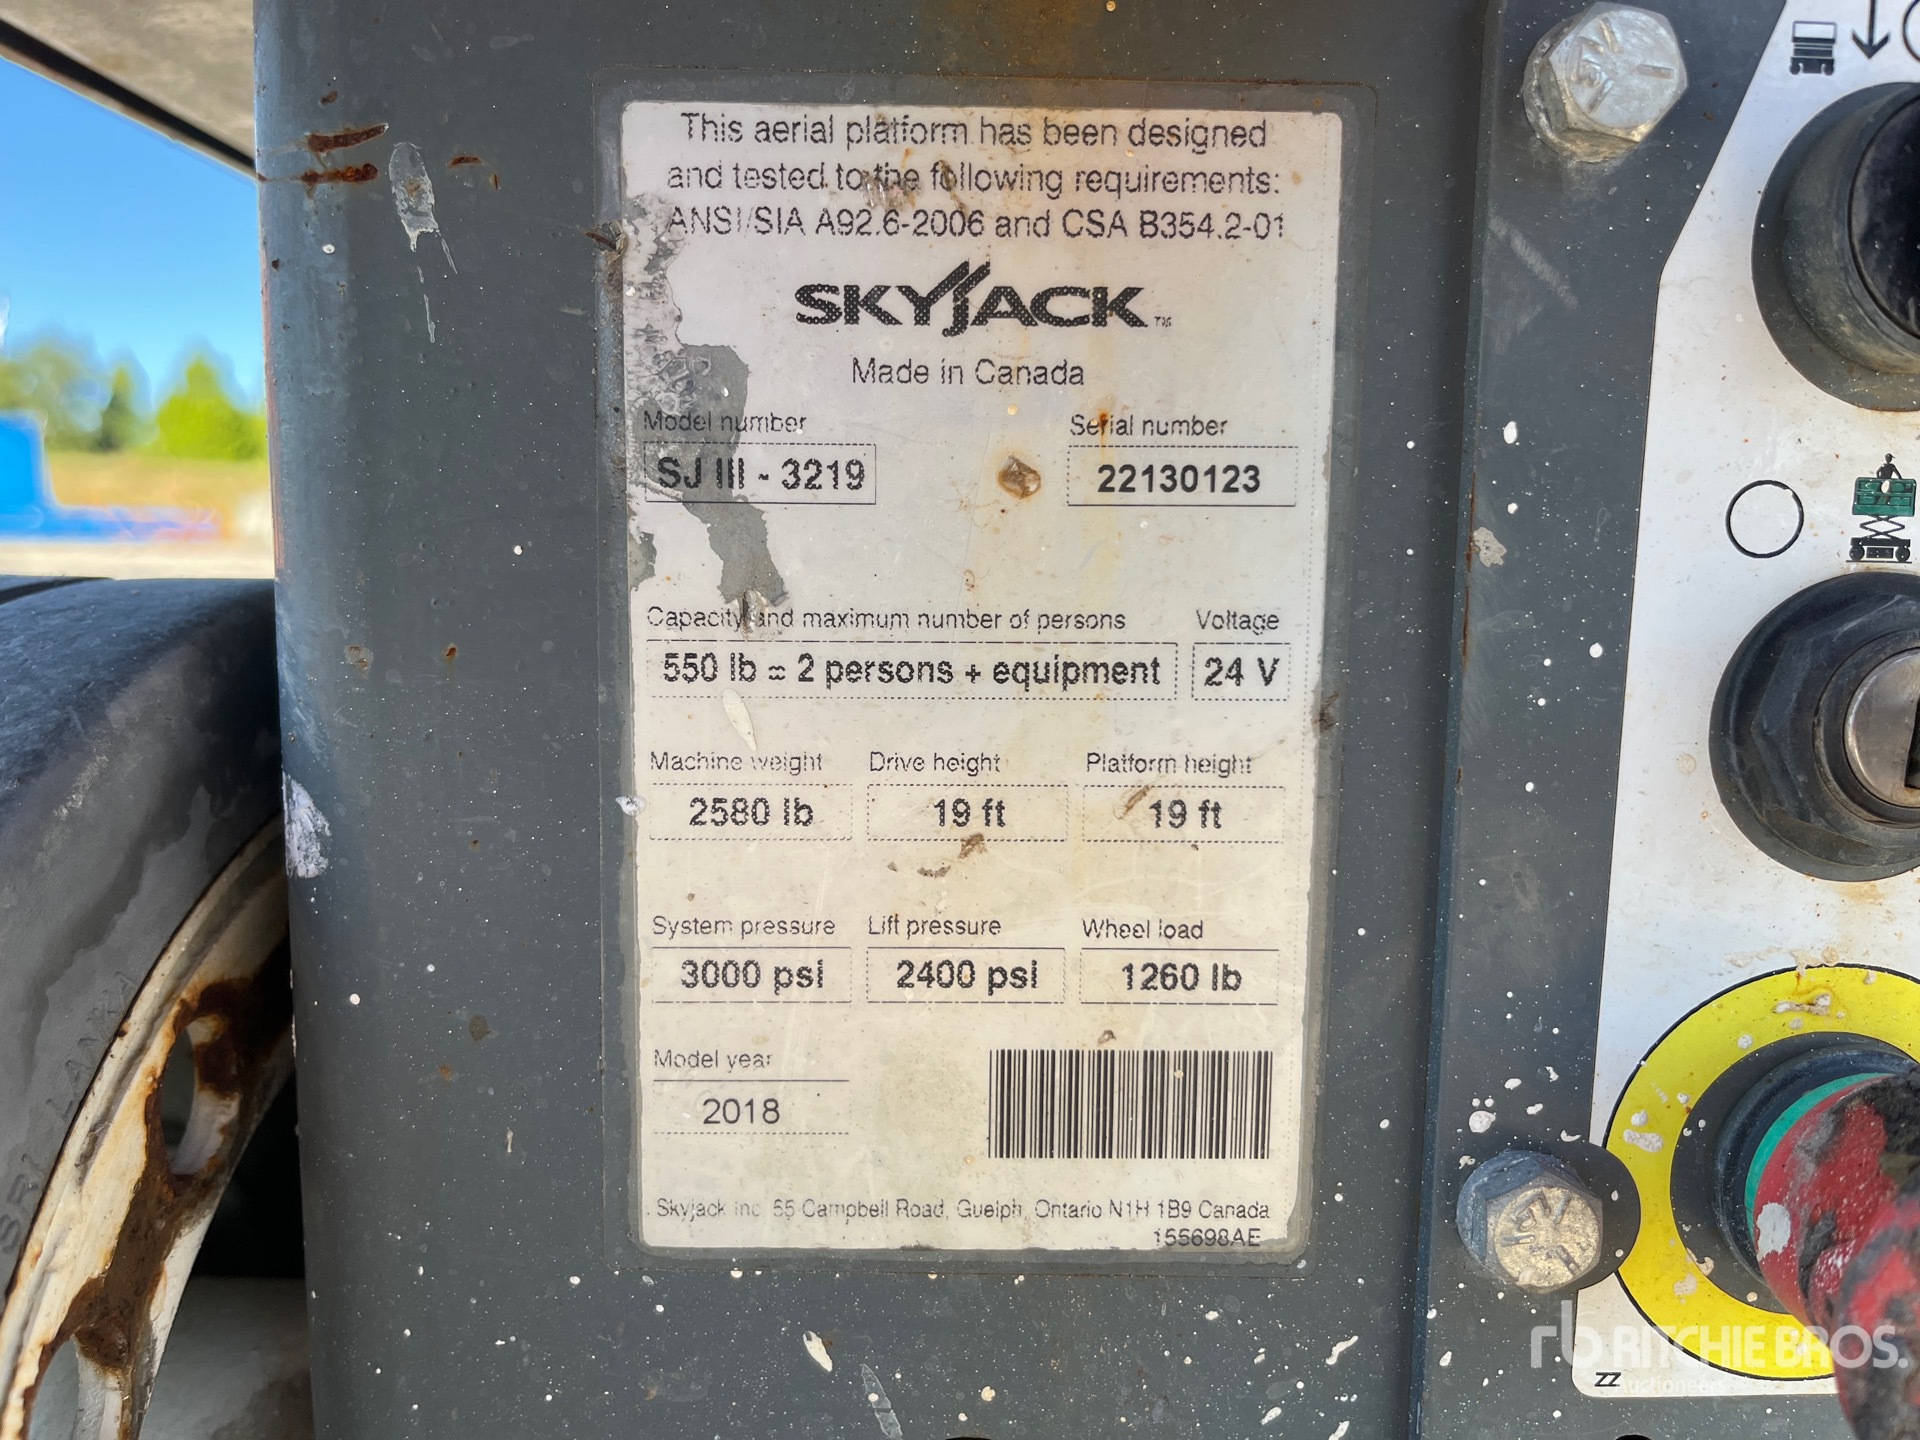 This aerial platform has been designed
and tested to the following requirements:
ANSI/SIA A92.6-2006 and CSA B354.2-01
SKYJACK™
Made in Canada
Model number
Serial number
SJ III - 3219
22130123
Capacity and maximum number of persons
Voltage
550 lb = 2 persons + equipment
24 V
Machine weight
Drive height
Platform height
2580 lb
19 ft
19 ft
System pressure
Lift pressure
Wheel load
3000 psi
2400 psi
1260 lb
Model year
2018
Skyjack Inc. 55 Campbell Road, Guelph, Ontario N1H 1B9 Canada
155698AE
ZZ
rb RITCHIE BROS.
Auctioneers